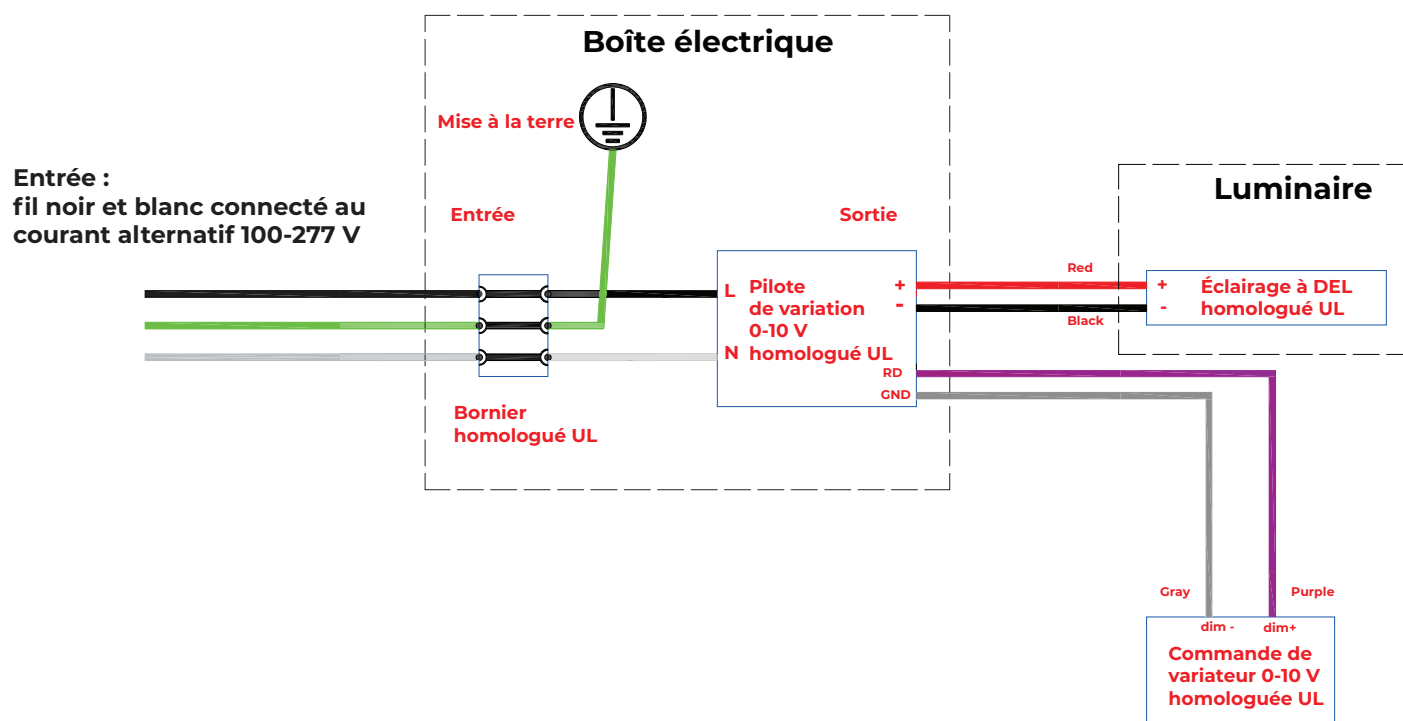 Boîte électrique
Mise à la terre
Entrée :
fil noir et blanc connecté au
courant alternatif 100-277 V
Entrée
Sortie
Luminaire
L
Pilote
de variation
0-10 V
homologué UL
N
+
-
RD
GND
Red
Black
+
-
Éclairage à DEL
homologué UL
Bornier
homologué UL
Gray
Purple
dim -
dim+
Commande de
variateur 0-10 V
homologuée UL